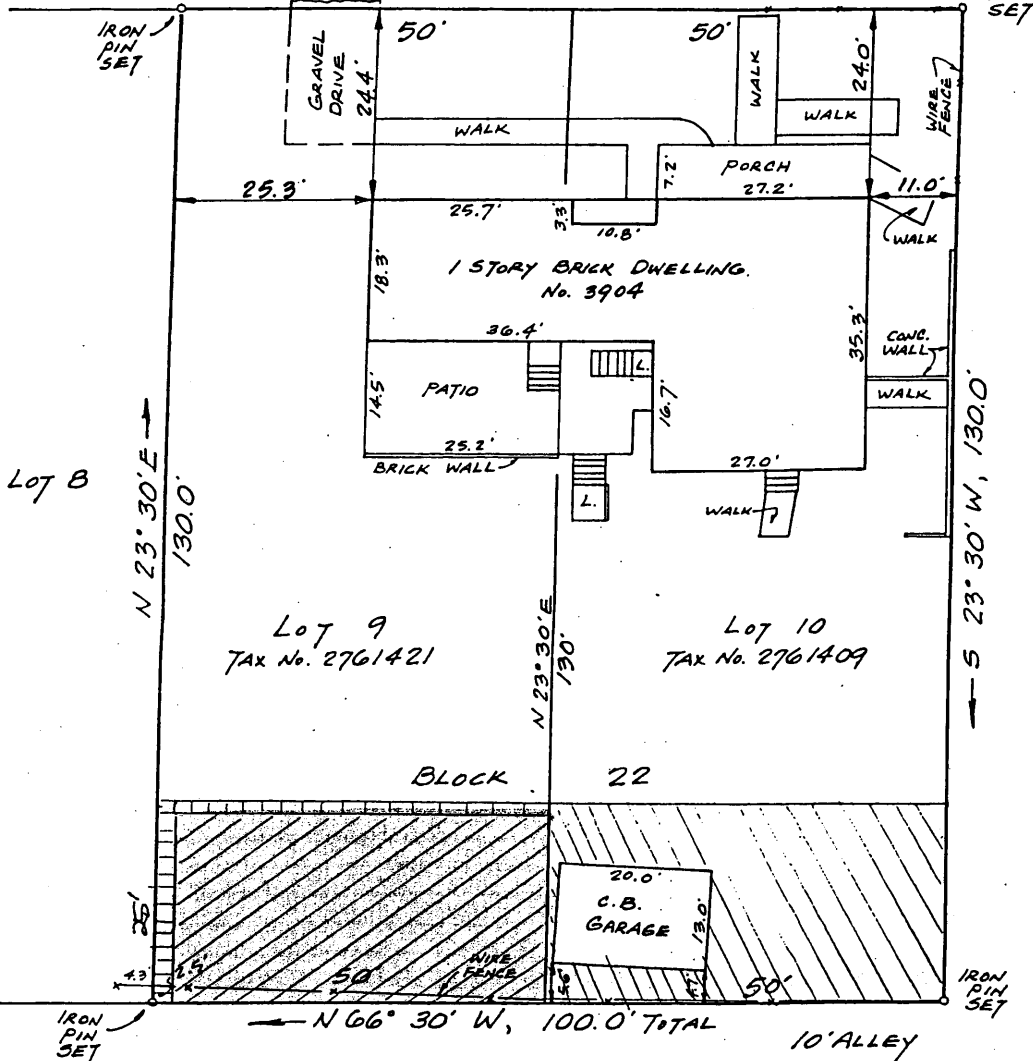 IRON
PIN
SET
50'
50'
SET
GRAVEL
DRIVE
24.4'
WALK
24.0'
WIRE
FENCE
WALK
WALK
PORCH
7.2'
27.2'
25.3'
11.0'
25.7'
3.3'
10.8'
WALK
1 STORY BRICK DWELLING.
No. 3904
18.3'
36.4'
35.3'
CONC.
WALL
L.
PATIO
14.5'
16.7'
WALK
25.2'
BRICK WALL
27.0'
L.
WALK
LOT 8
N 23° 30' E
130.0'
S 23° 30' W, 130.0'
LOT 9
TAX No. 2761421
N 23° 30' E
130'
LOT 10
TAX No. 2761409
BLOCK 22
20.0'
C.B.
GARAGE
13.0'
25'
4.3'
2.5'
50'
WIRE
FENCE
50'
IRON
PIN
SET
IRON
PIN
SET
N 66° 30' W, 100.0' TOTAL
10' ALLEY